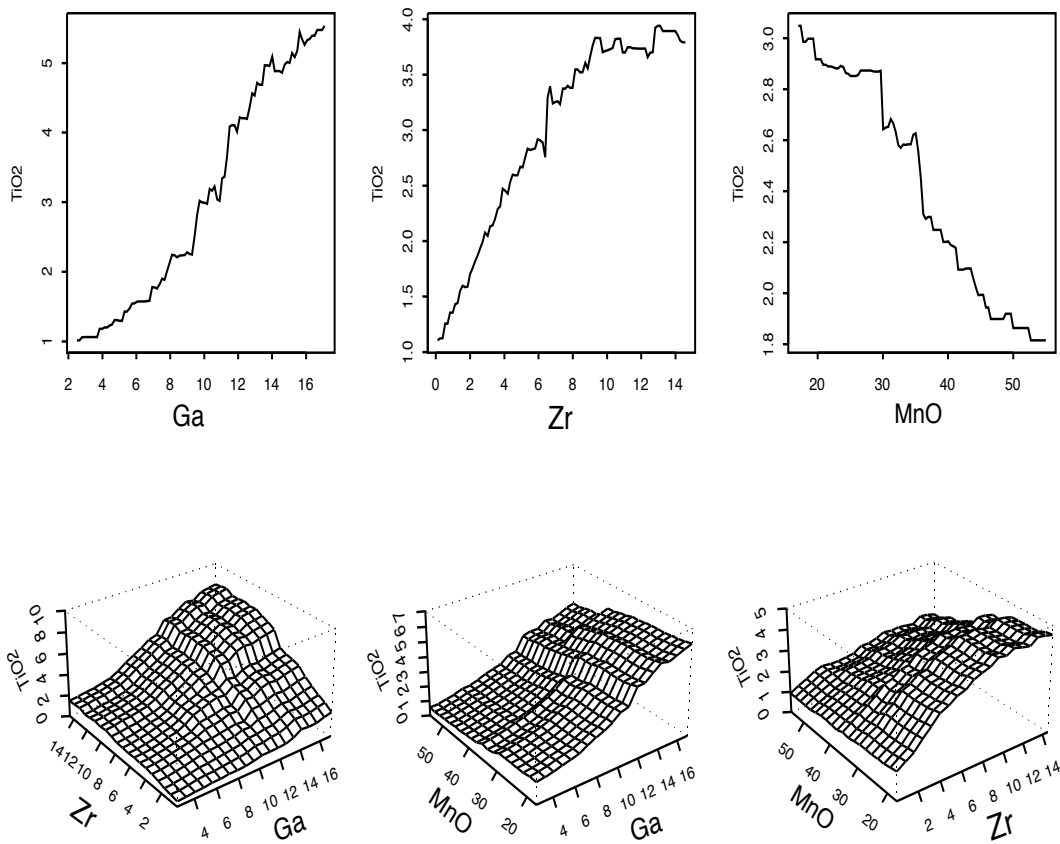 TiO2
1 2 3 4 5
2 4 6 8 10 12 14 16
Ga
TiO2
1.0 1.5 2.0 2.5 3.0 3.5 4.0
0 2 4 6 8 10 12 14
Zr
TiO2
1.8 2.0 2.2 2.4 2.6 2.8 3.0
20 30 40 50
MnO
TiO2
0 2 4 6 8 10
14 12 10 8 6 4 2
Zr
4 6 8 10 12 14 16
Ga
TiO2
0 1 2 3 4 5 6 7
50 40 30 20
MnO
4 6 8 10 12 14 16
Ga
TiO2
0 1 2 3 4 5
50 40 30 20
MnO
2 4 6 8 10 12 14
Zr